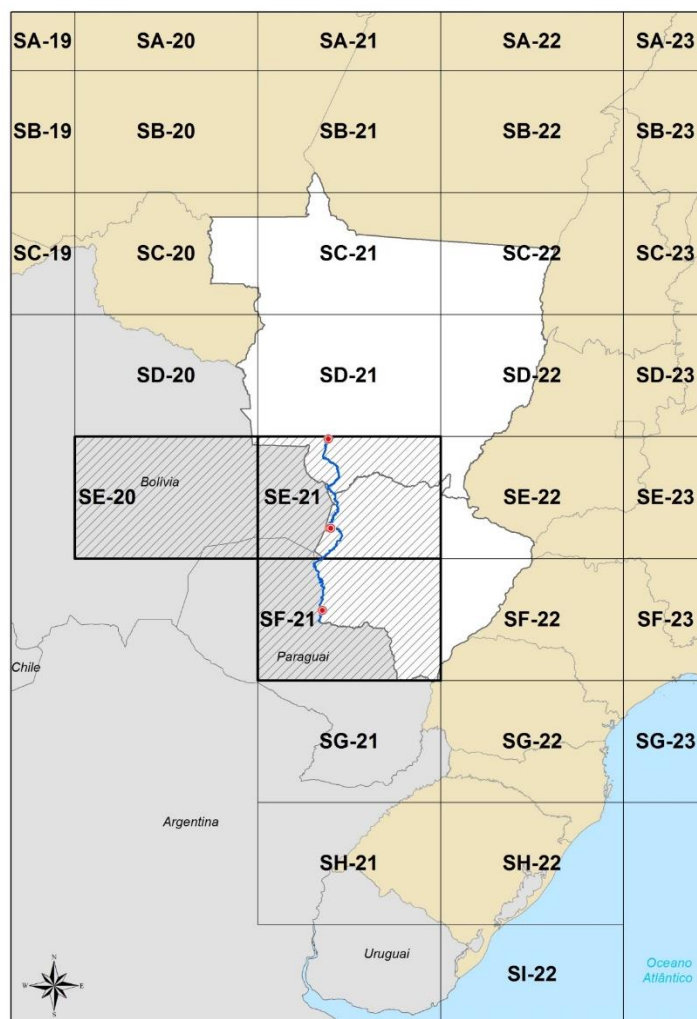 SA-19 SA-20 SA-21 SA-22 SA-23
SB-19 SB-20 SB-21 SB-22 SB-23
SC-19 SC-20 SC-21 SC-22 SC-23
SD-20 SD-21 SD-22 SD-23
Bolívia
SE-20 SE-21 SE-22 SE-23
SF-21 SF-22 SF-23
Paraguai
Chile
SG-21 SG-22 SG-23
Argentina
SH-21 SH-22
Uruguai
Oceano
Atlântico
SI-22
N
W E
S